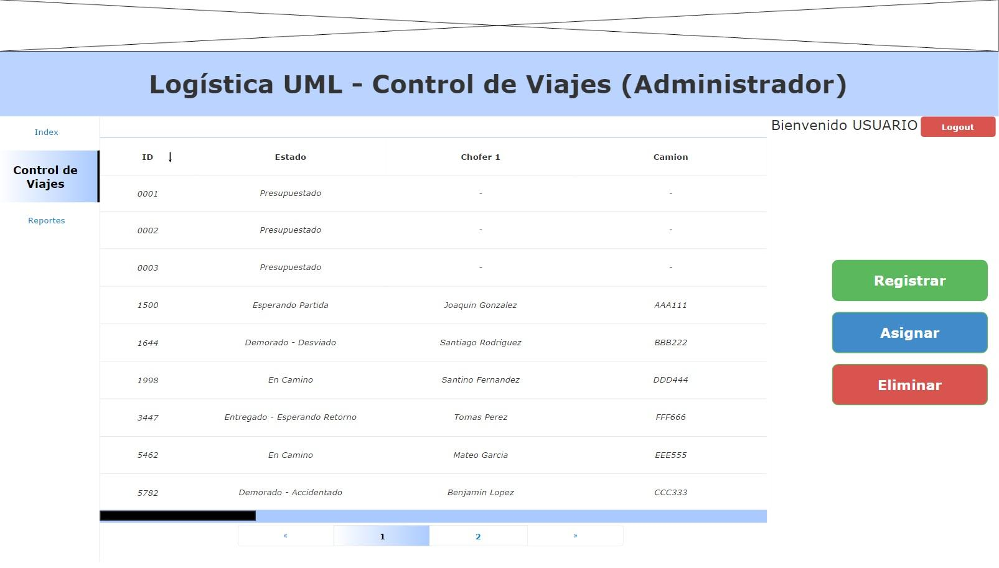 Logística UML - Control de Viajes (Administrador)
Bienvenido USUARIO Logout
Index
Control de
Viajes
Reportes
ID ↓ Estado Chofer 1 Camion
0001 Presupuestado - -
0002 Presupuestado - -
0003 Presupuestado - -
1500 Esperando Partida Joaquin Gonzalez AAA111
1644 Demorado - Desviado Santiago Rodriguez BBB222
1998 En Camino Santino Fernandez DDD444
3447 Entregado - Esperando Retorno Tomas Perez FFF666
5462 En Camino Mateo Garcia EEE555
5782 Demorado - Accidentado Benjamin Lopez CCC333
« 1 2 »
Registrar
Asignar
Eliminar